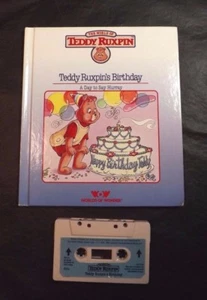 THE WORLD OF
TEDDY RUXPIN
Teddy Ruxpin's Birthday
A Day to Say Hurray
Happy Birthday Teddy
WORLDS OF WONDER
Teddy Ruxpin